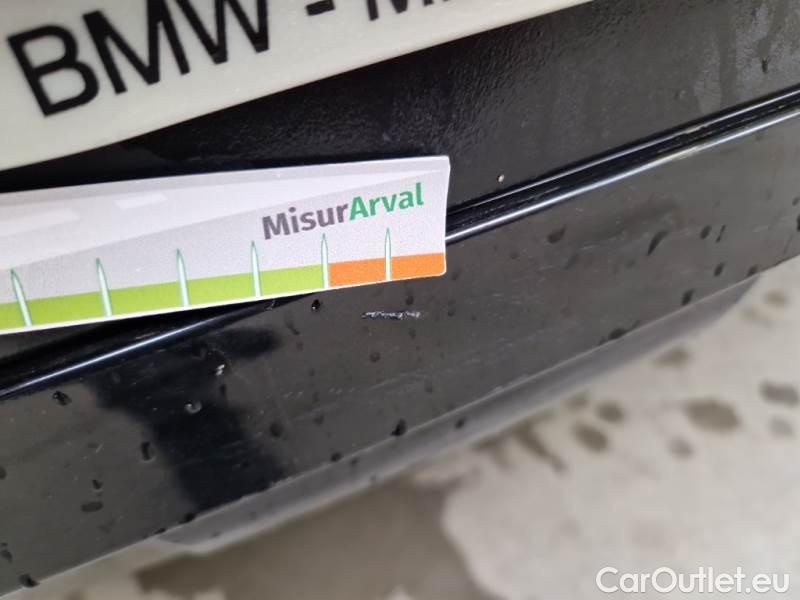 BMW - M
MisurArval
CarOutlet.eu